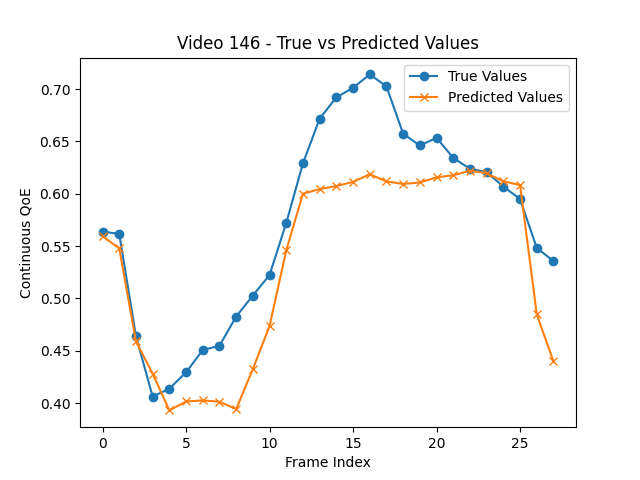 Video 146 - True vs Predicted Values
True Values
Predicted Values
Continuous QoE
0.70
0.65
0.60
0.55
0.50
0.45
0.40
0 5 10 15 20 25
Frame Index